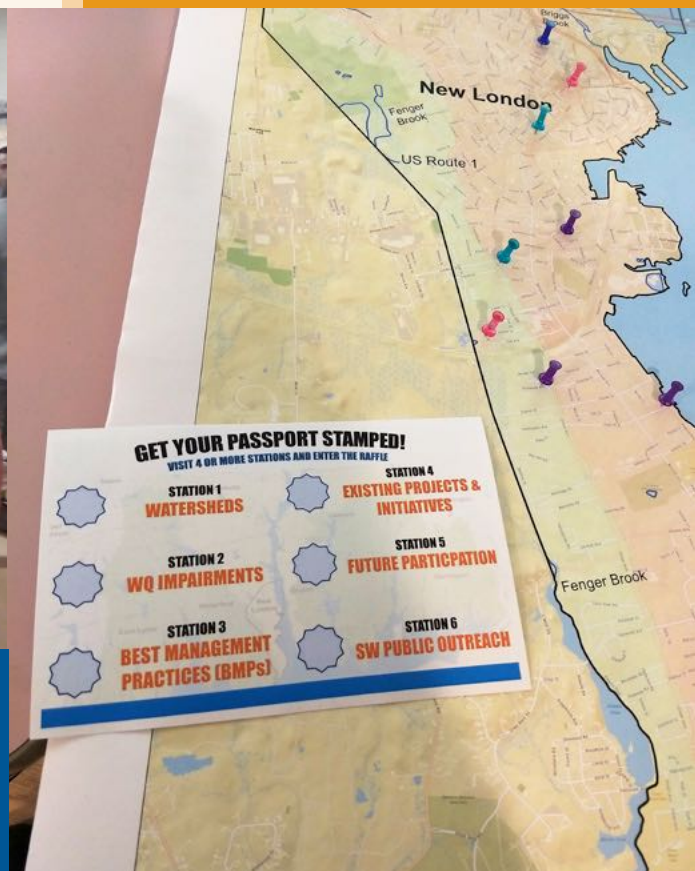 Briggs
Brook
New London
Fenger
Brook
US Route 1
GET YOUR PASSPORT STAMPED!
VISIT 4 OR MORE STATIONS AND ENTER THE RAFFLE
STATION 1
WATERSHEDS
STATION 2
WQ IMPAIRMENTS
STATION 3
BEST MANAGEMENT
PRACTICES (BMPs)
STATION 4
EXISTING PROJECTS &
INITIATIVES
STATION 5
FUTURE PARTICPATION
STATION 6
SW PUBLIC OUTREACH
Fenger Brook